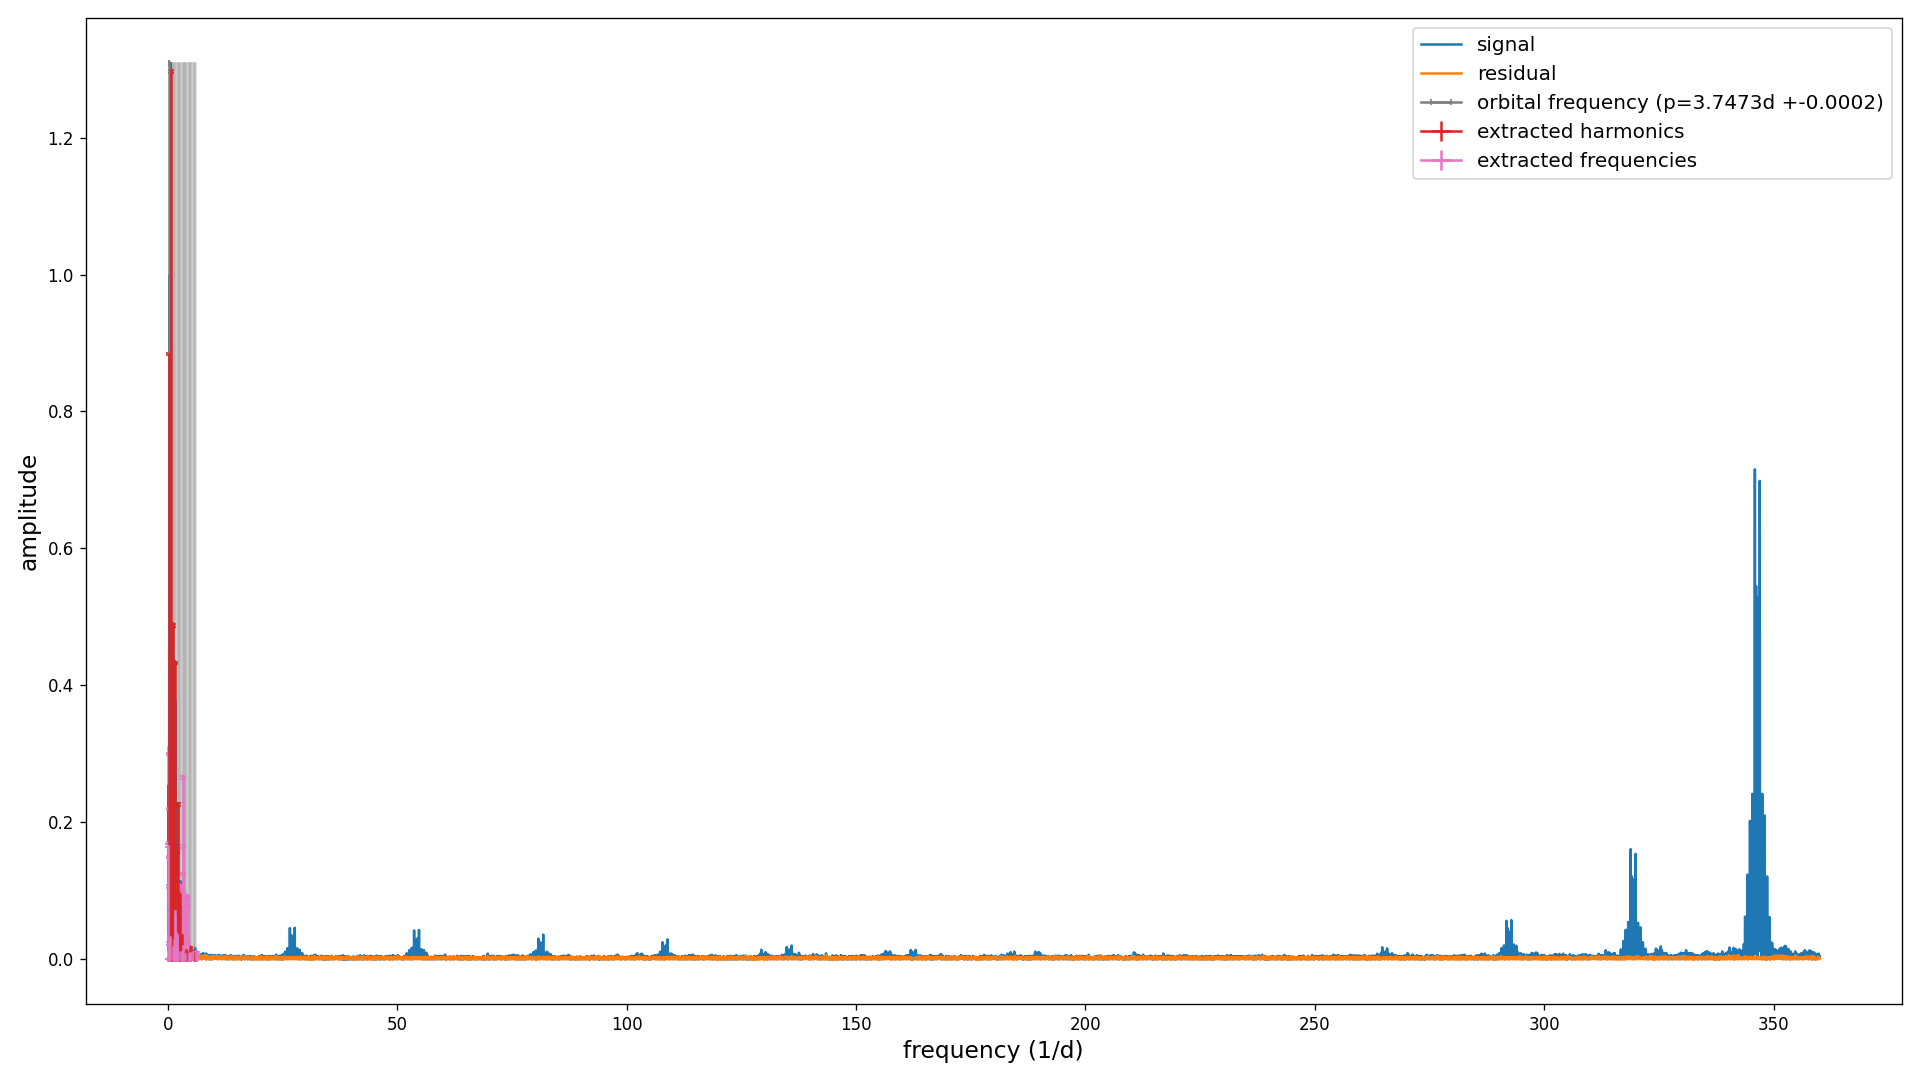 signal
residual
orbital frequency (p=3.7473d +-0.0002)
extracted harmonics
extracted frequencies
amplitude
1.2
1.0
0.8
0.6
0.4
0.2
0.0
0 50 100 150 200 250 300 350
frequency (1/d)